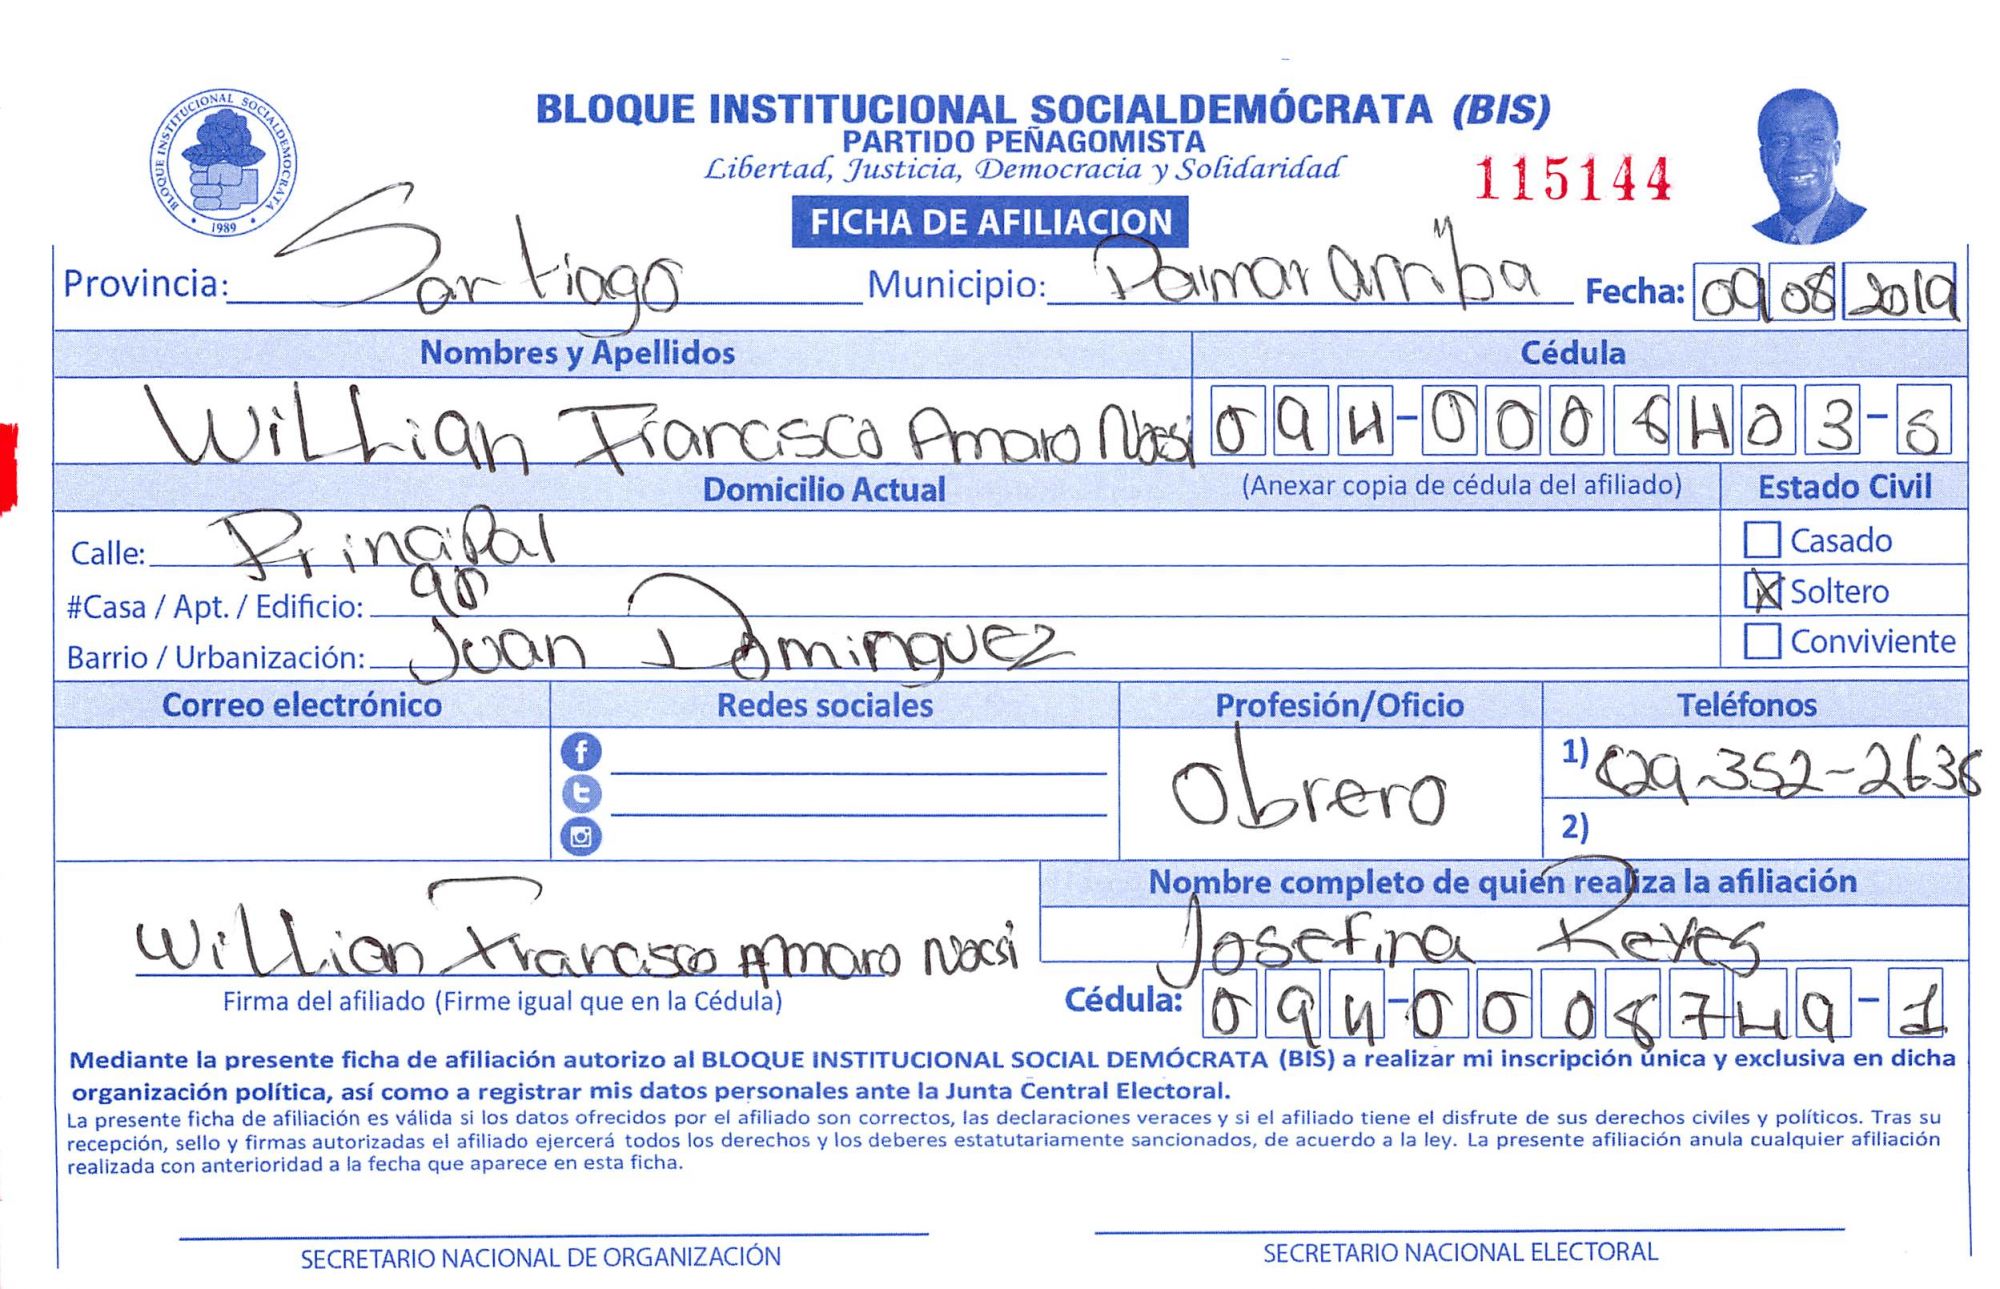 BLOQUE INSTITUCIONAL SOCIALDEMÓCRATA (BIS)
BLOQUE INSTITUCIONAL SOCIALDEMOCRATA
1989
PARTIDO PEÑAGOMISTA
Libertad, Justicia, Democracia y Solidaridad
115144
FICHA DE AFILIACION
Provincia: Santiago Municipio: Palmar Arriba Fecha: 09 08 2019
Nombres y Apellidos Cédula
Willian Francisco Amaro 094-0008403-6
Domicilio Actual (Anexar copia de cédula del afiliado) Estado Civil
Calle: Principal Casado
#Casa / Apt. / Edificio: 90 X Soltero
Barrio / Urbanización: Juan Dominguez Conviviente
Correo electrónico Redes sociales Profesión/Oficio Teléfonos
Obrero 1) 829-352-2636
2)
Nombre completo de quien realiza la afiliación
Willian Francisco Amaro Josefina Reyes
Firma del afiliado (Firme igual que en la Cédula) Cédula: 094-0008749-1
Mediante la presente ficha de afiliación autorizo al BLOQUE INSTITUCIONAL SOCIAL DEMÓCRATA (BIS) a realizar mi inscripción única y exclusiva en dicha
organización política, así como a registrar mis datos personales ante la Junta Central Electoral.
La presente ficha de afiliación es válida si los datos ofrecidos por el afiliado son correctos, las declaraciones veraces y si el afiliado tiene el disfrute de sus derechos civiles y políticos. Tras su
recepción, sello y firmas autorizadas el afiliado ejercerá todos los derechos y los deberes estatutariamente sancionados, de acuerdo a la ley. La presente afiliación anula cualquier afiliación
realizada con anterioridad a la fecha que aparece en esta ficha.
SECRETARIO NACIONAL DE ORGANIZACIÓN SECRETARIO NACIONAL ELECTORAL